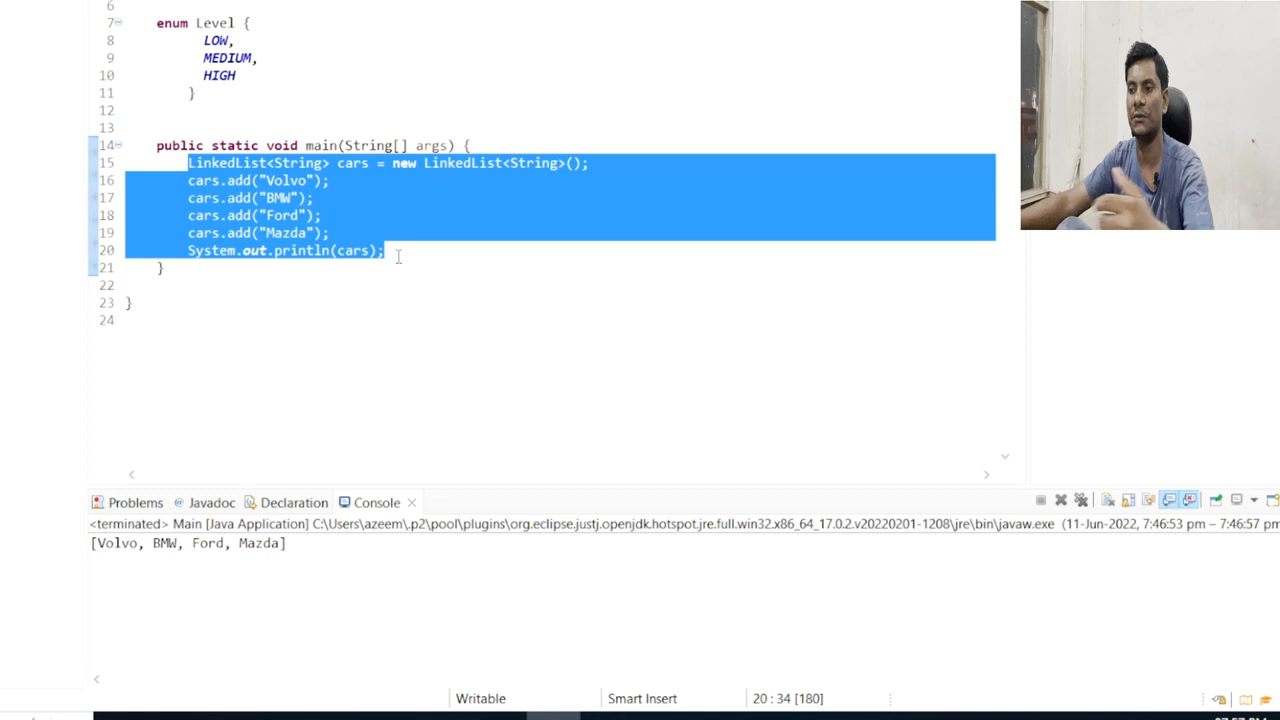 6
7 enum Level {
8 LOW,
9 MEDIUM,
10 HIGH
11 }
12
13
14 public static void main(String[] args) {
15 LinkedList<String> cars = new LinkedList<String>();
16 cars.add("Volvo");
17 cars.add("BMW");
18 cars.add("Ford");
19 cars.add("Mazda");
20 System.out.println(cars);
21 }
22
23 }
24
Problems Javadoc Declaration Console
<terminated> Main [Java Application] C:\Users\azeem\.p2\pool\plugins\org.eclipse.justj.openjdk.hotspot.jre.full.win32.x86_64_17.0.2.v20220201-1208\jre\bin\javaw.exe (11-Jun-2022, 7:46:53 pm – 7:46:57 pm
[Volvo, BMW, Ford, Mazda]
Writable Smart Insert 20 : 34 [180]